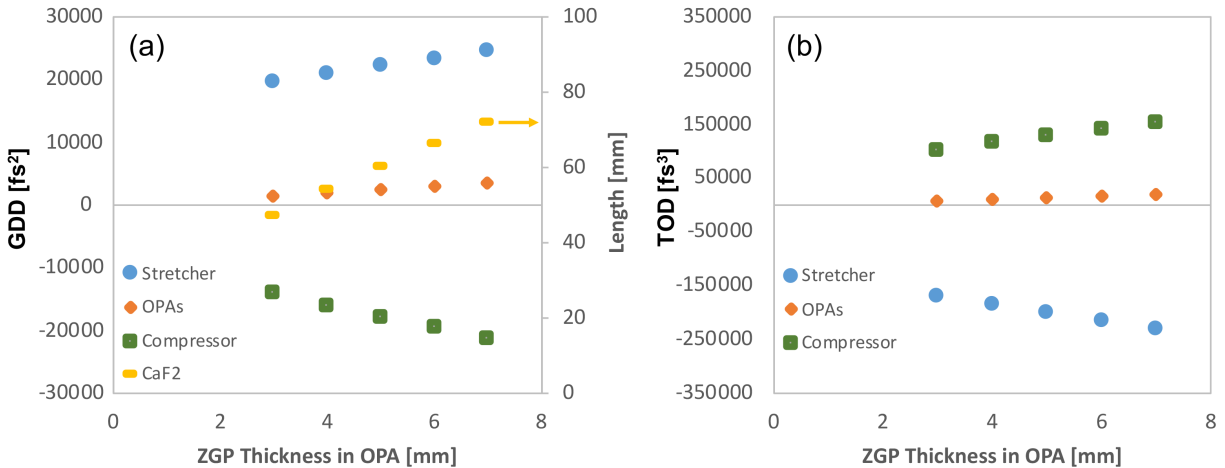 (a)
GDD [fs²]
30000
20000
10000
0
-10000
-20000
-30000
100
80
60
40
20
0
Length [mm]
Stretcher
OPAs
Compressor
CaF2
0 2 4 6 8
ZGP Thickness in OPA [mm]
(b)
TOD [fs³]
350000
250000
150000
50000
-50000
-150000
-250000
-350000
Stretcher
OPAs
Compressor
0 2 4 6 8
ZGP Thickness in OPA [mm]